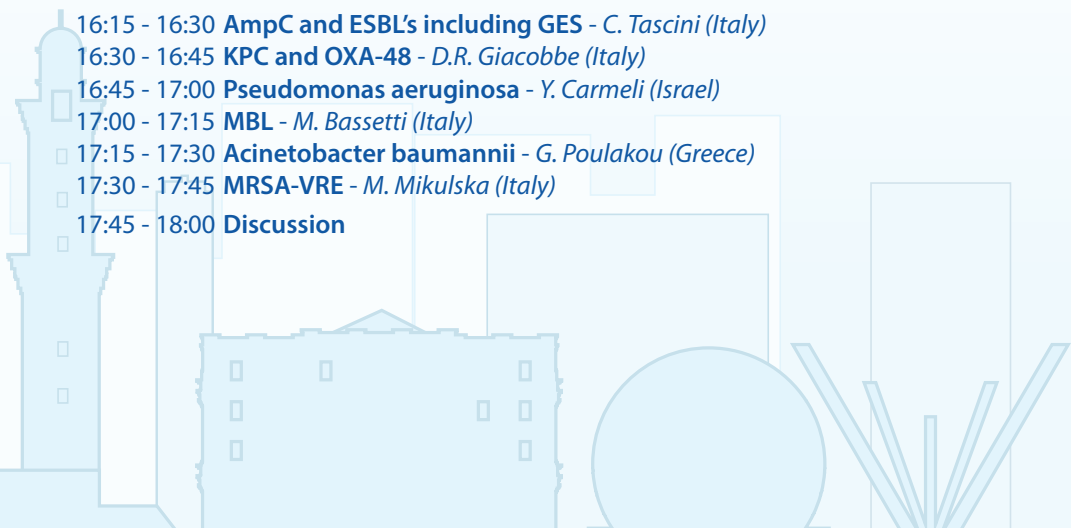 16:15 - 16:30 AmpC and ESBL's including GES - C. Tascini (Italy)
16:30 - 16:45 KPC and OXA-48 - D.R. Giacobbe (Italy)
16:45 - 17:00 Pseudomonas aeruginosa - Y. Carmeli (Israel)
17:00 - 17:15 MBL - M. Bassetti (Italy)
17:15 - 17:30 Acinetobacter baumannii - G. Poulakou (Greece)
17:30 - 17:45 MRSA-VRE - M. Mikulska (Italy)
17:45 - 18:00 Discussion